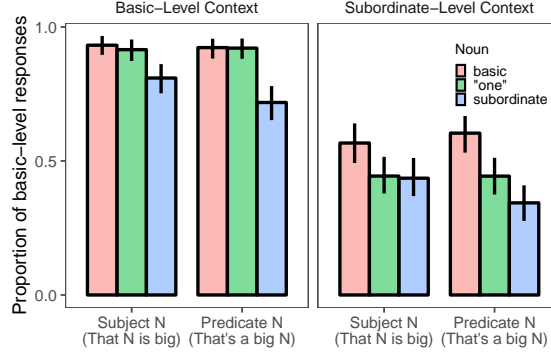 Basic−Level Context
Subordinate−Level Context
Proportion of basic−level responses
1.0
0.5
0.0
Noun
basic
"one"
subordinate
Subject N
(That N is big)
Predicate N
(That's a big N)
Subject N
(That N is big)
Predicate N
(That's a big N)